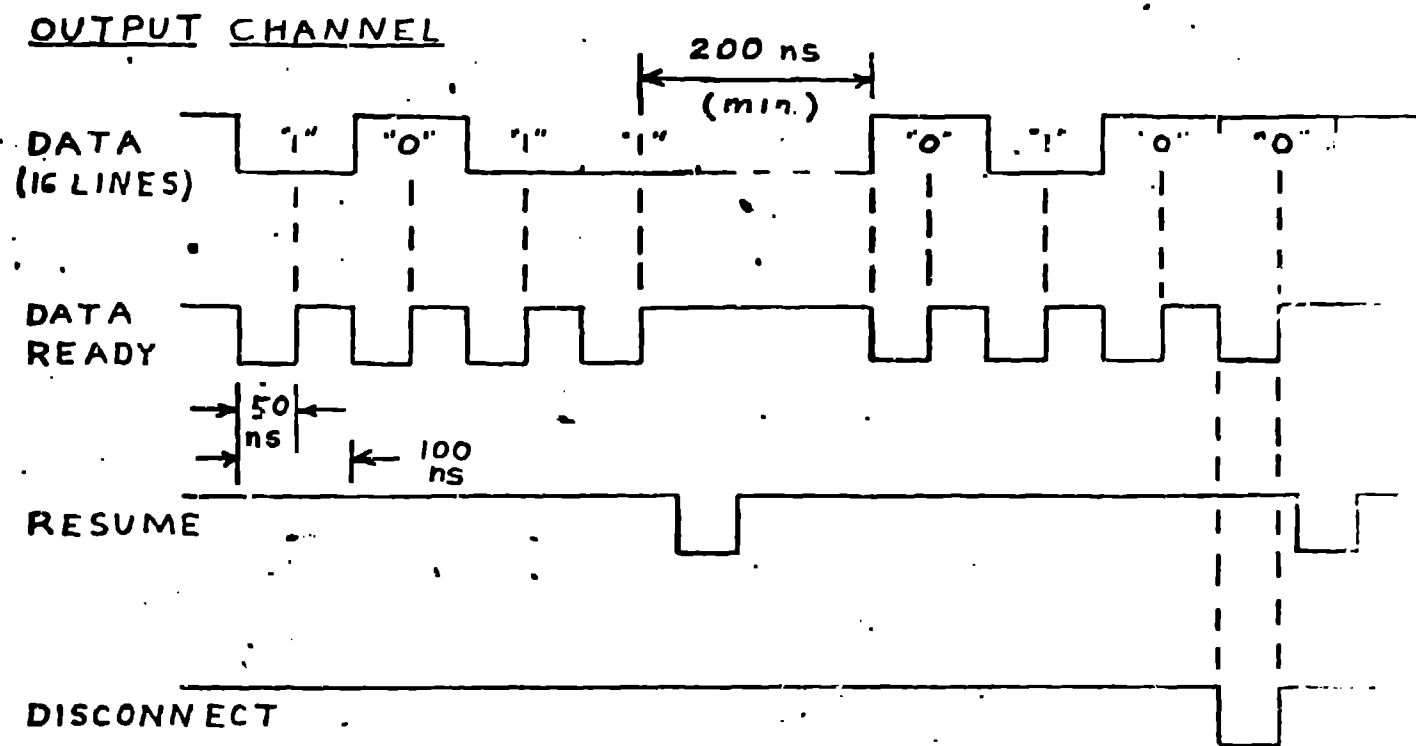 OUTPUT CHANNEL
200 ns
(min.)
DATA
(16 LINES)
"1" "0" "1" "1" "0" "1" "0" "0"
DATA
READY
50
ns
100
ns
RESUME
DISCONNECT